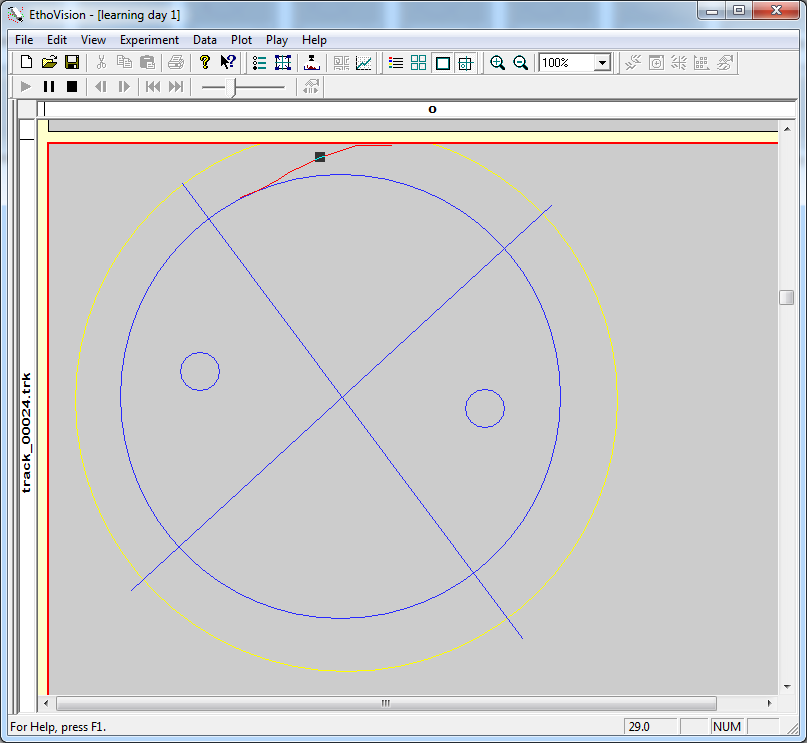 EthoVision - [learning day 1]
File Edit View Experiment Data Plot Play Help
100%
o
track_00024.trk
For Help, press F1.
29.0
NUM